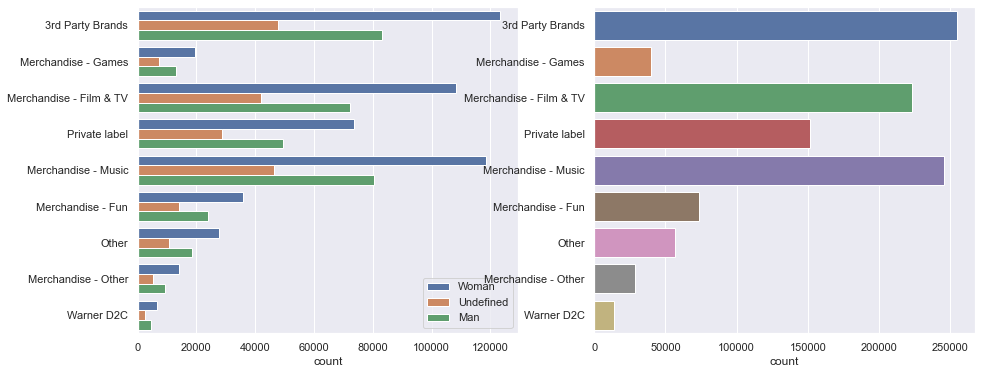 3rd Party Brands
Merchandise - Games
Merchandise - Film & TV
Private label
Merchandise - Music
Merchandise - Fun
Other
Merchandise - Other
Warner D2C
0 20000 40000 60000 80000 100000 120000
count
Woman
Undefined
Man
3rd Party Brands
Merchandise - Games
Merchandise - Film & TV
Private label
Merchandise - Music
Merchandise - Fun
Other
Merchandise - Other
Warner D2C
0 50000 100000 150000 200000 250000
count